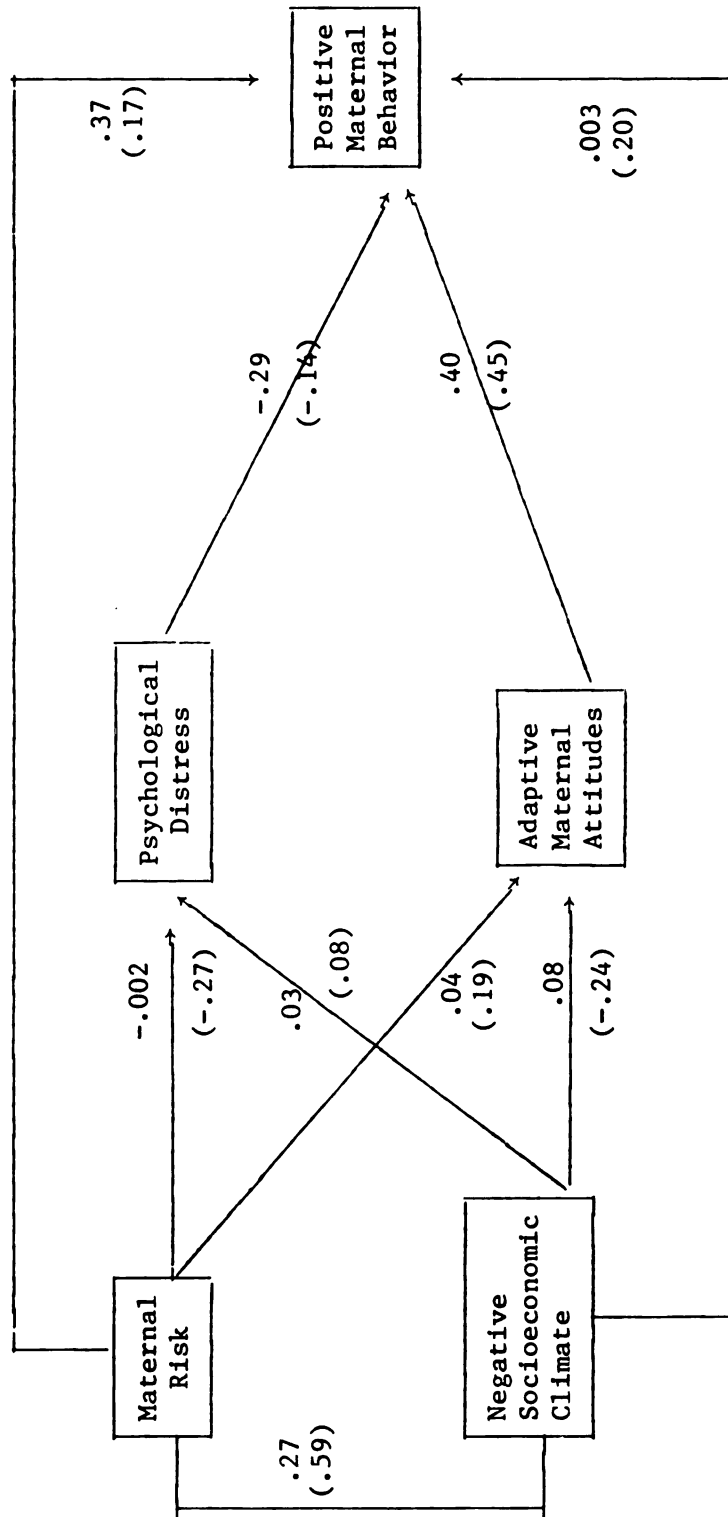 .37
(.17)
Maternal
Risk
-.002
(-.27)
Psychological
Distress
-.29
(-.14)
Positive
Maternal
Behavior
.27
(.59)
.03
(.08)
.04
(.19)
.40
(.45)
Negative
Socioeconomic
Climate
.08
(-.24)
Adaptive
Maternal
Attitudes
.003
(.20)